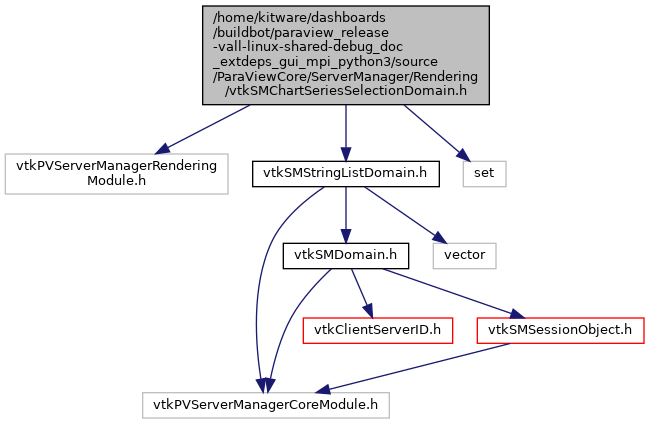 /home/kitware/dashboards
/buildbot/paraview_release
-vall-linux-shared-debug_doc
_extdeps_gui_mpi_python3/source
/ParaViewCore/ServerManager/Rendering
/vtkSMChartSeriesSelectionDomain.h
vtkPVServerManagerRendering
Module.h
vtkSMStringListDomain.h
set
vtkSMDomain.h
vector
vtkClientServerID.h
vtkSMSessionObject.h
vtkPVServerManagerCoreModule.h